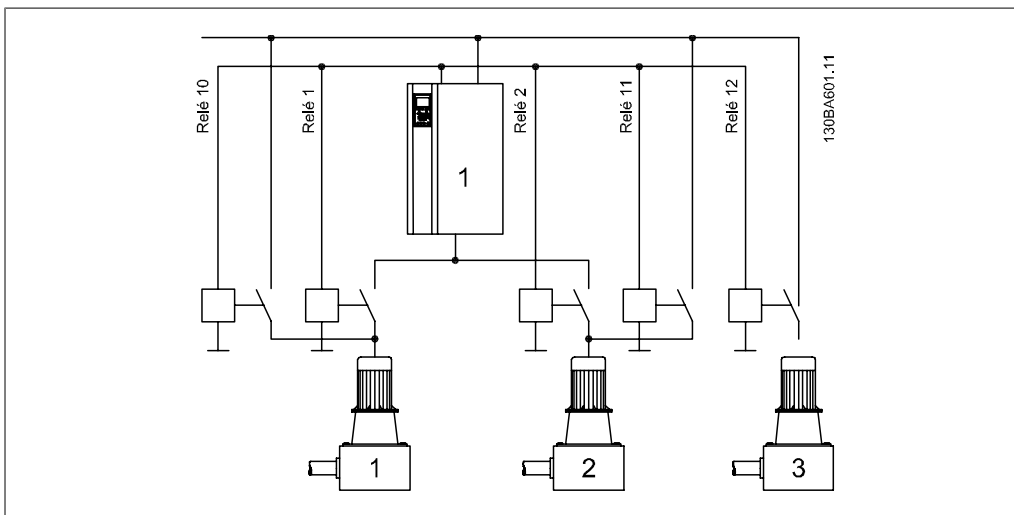 Relé 10
Relé 1
Relé 2
Relé 11
Relé 12
130BA601.11
1
1
2
3